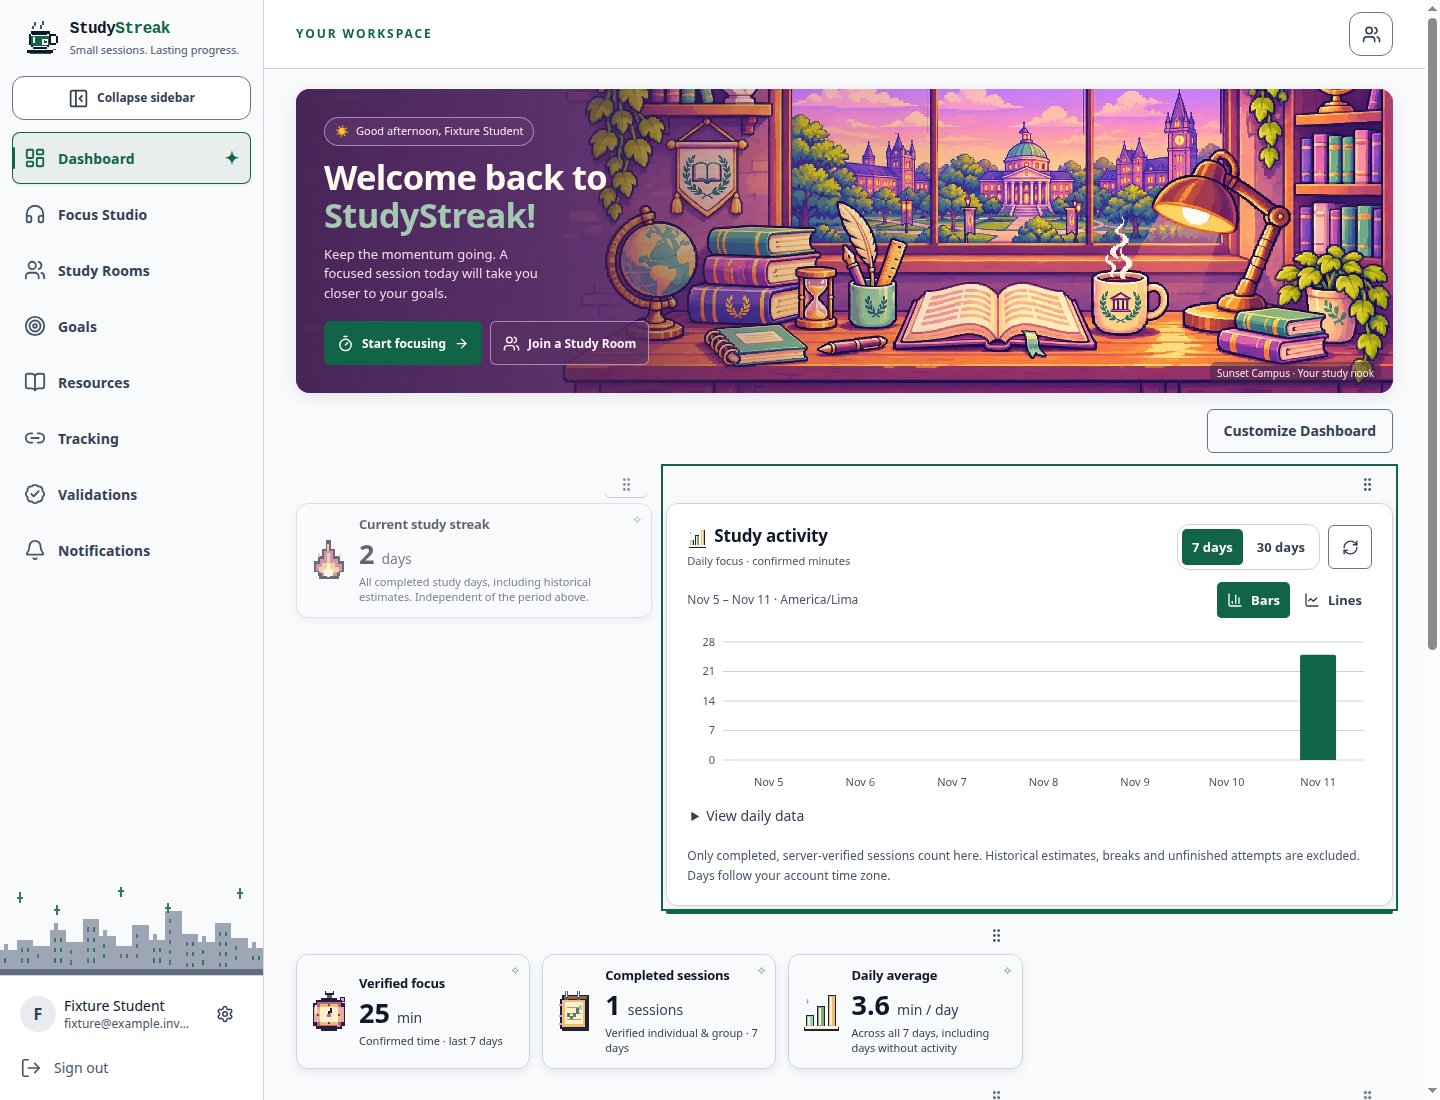 StudyStreak
Small sessions. Lasting progress.
Collapse sidebar
Dashboard
Focus Studio
Study Rooms
Goals
Resources
Tracking
Validations
Notifications
F
Fixture Student
fixture@example.inv...
Sign out
YOUR WORKSPACE
Good afternoon, Fixture Student
Welcome back to
StudyStreak!
Keep the momentum going. A
focused session today will take you
closer to your goals.
Start focusing
Join a Study Room
Sunset Campus · Your study nook
Customize Dashboard
Current study streak
2 days
All completed study days, including historical
estimates. Independent of the period above.
Study activity
Daily focus · confirmed minutes
7 days
30 days
Nov 5 – Nov 11 · America/Lima
Bars
Lines
28
21
14
7
0
Nov 5
Nov 6
Nov 7
Nov 8
Nov 9
Nov 10
Nov 11
View daily data
Only completed, server-verified sessions count here. Historical estimates, breaks and unfinished attempts are excluded.
Days follow your account time zone.
Verified focus
25 min
Confirmed time · last 7 days
Completed sessions
1 sessions
Verified individual & group · 7
days
Daily average
3.6 min / day
Across all 7 days, including
days without activity